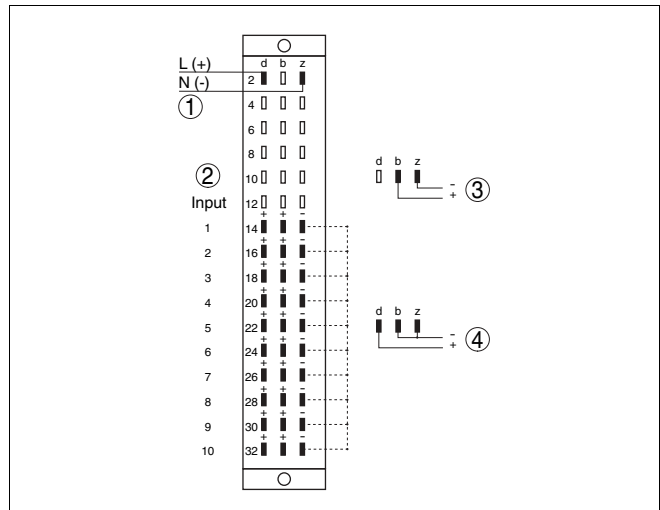 L (+)
N (-)
1
d b z
2
4
6
8
10
12
2
Input
+ + -
1 14
+ + -
2 16
+ + -
3 18
+ + -
4 20
+ + -
5 22
+ + -
6 24
+ + -
7 26
+ + -
8 28
+ + -
9 30
+ + -
10 32
d b z
-
+
3
d b z
-
+
4